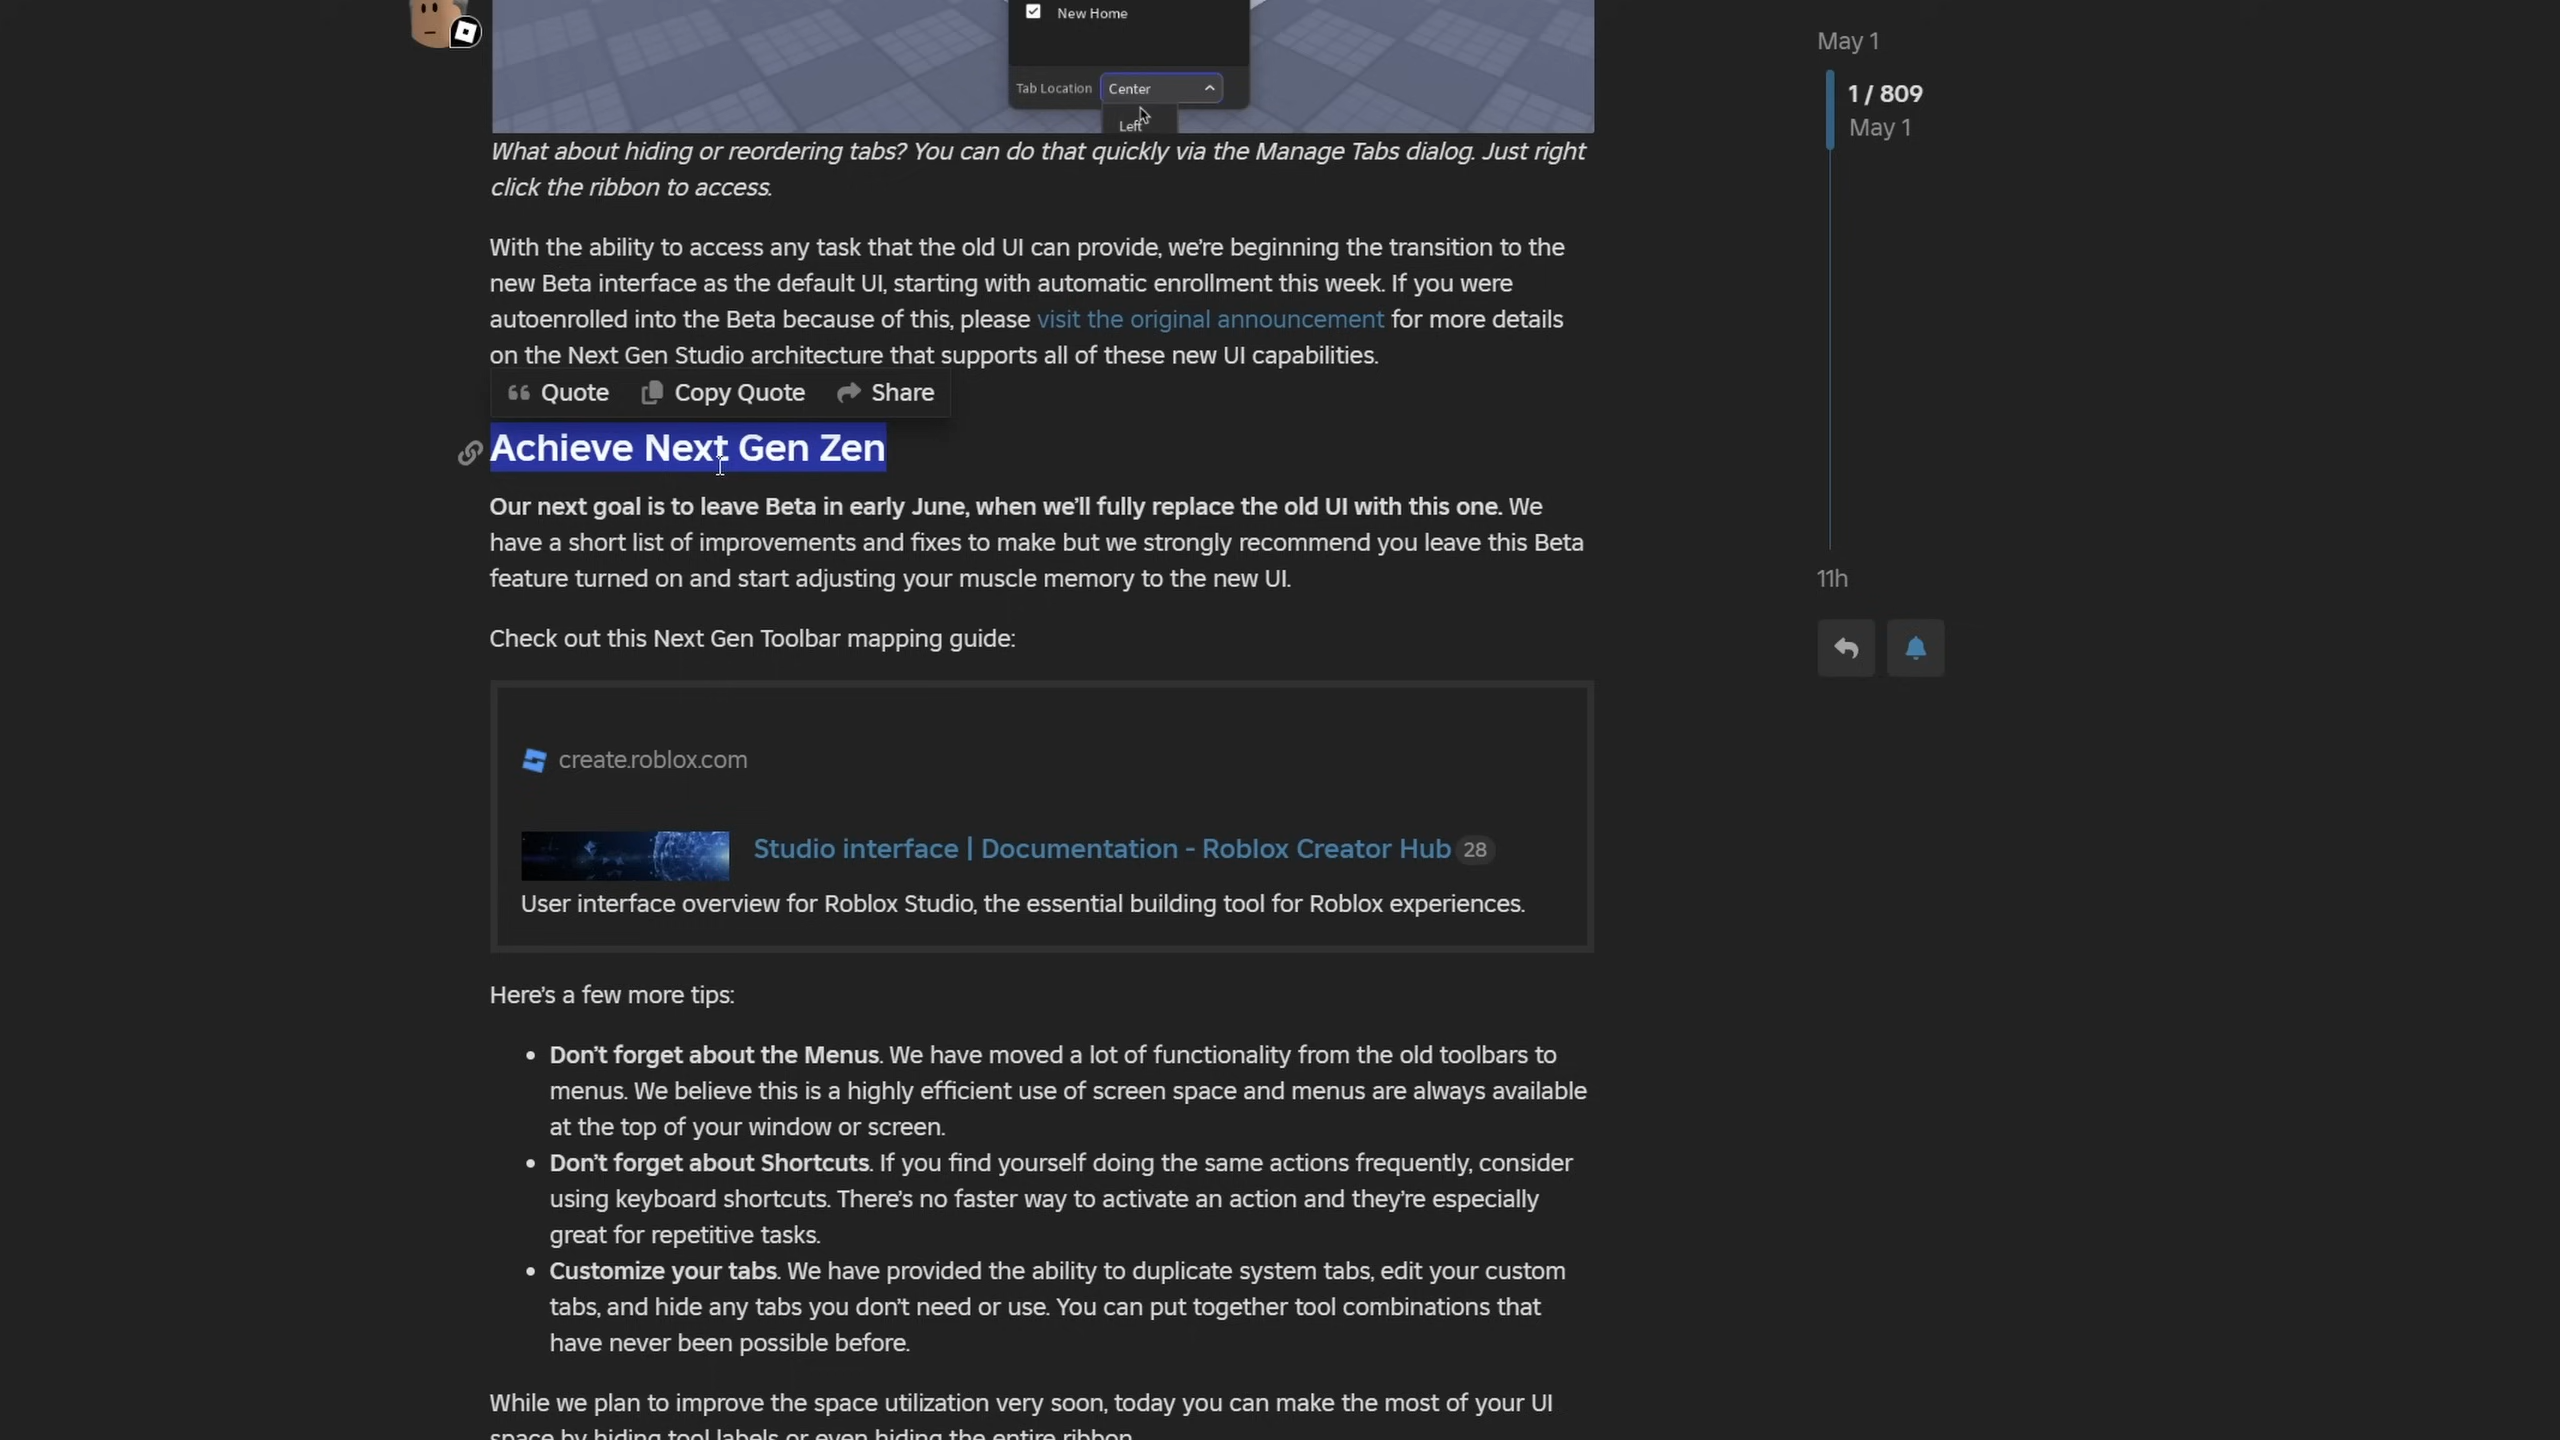 New Home
Tab Location Center
Left
May 1
1 / 809
May 1
What about hiding or reordering tabs? You can do that quickly via the Manage Tabs dialog. Just right
click the ribbon to access.
With the ability to access any task that the old UI can provide, we're beginning the transition to the
new Beta interface as the default UI, starting with automatic enrollment this week. If you were
autoenrolled into the Beta because of this, please visit the original announcement for more details
on the Next Gen Studio architecture that supports all of these new UI capabilities.
Quote Copy Quote Share
Achieve Next Gen Zen
Our next goal is to leave Beta in early June, when we'll fully replace the old UI with this one. We
have a short list of improvements and fixes to make but we strongly recommend you leave this Beta
feature turned on and start adjusting your muscle memory to the new UI.
11h
Check out this Next Gen Toolbar mapping guide:
create.roblox.com
Studio interface | Documentation - Roblox Creator Hub 28
User interface overview for Roblox Studio, the essential building tool for Roblox experiences.
Here's a few more tips:
• Don't forget about the Menus. We have moved a lot of functionality from the old toolbars to
menus. We believe this is a highly efficient use of screen space and menus are always available
at the top of your window or screen.
• Don't forget about Shortcuts. If you find yourself doing the same actions frequently, consider
using keyboard shortcuts. There's no faster way to activate an action and they're especially
great for repetitive tasks.
• Customize your tabs. We have provided the ability to duplicate system tabs, edit your custom
tabs, and hide any tabs you don't need or use. You can put together tool combinations that
have never been possible before.
While we plan to improve the space utilization very soon, today you can make the most of your UI
space by hiding tool labels or even hiding the entire ribbon